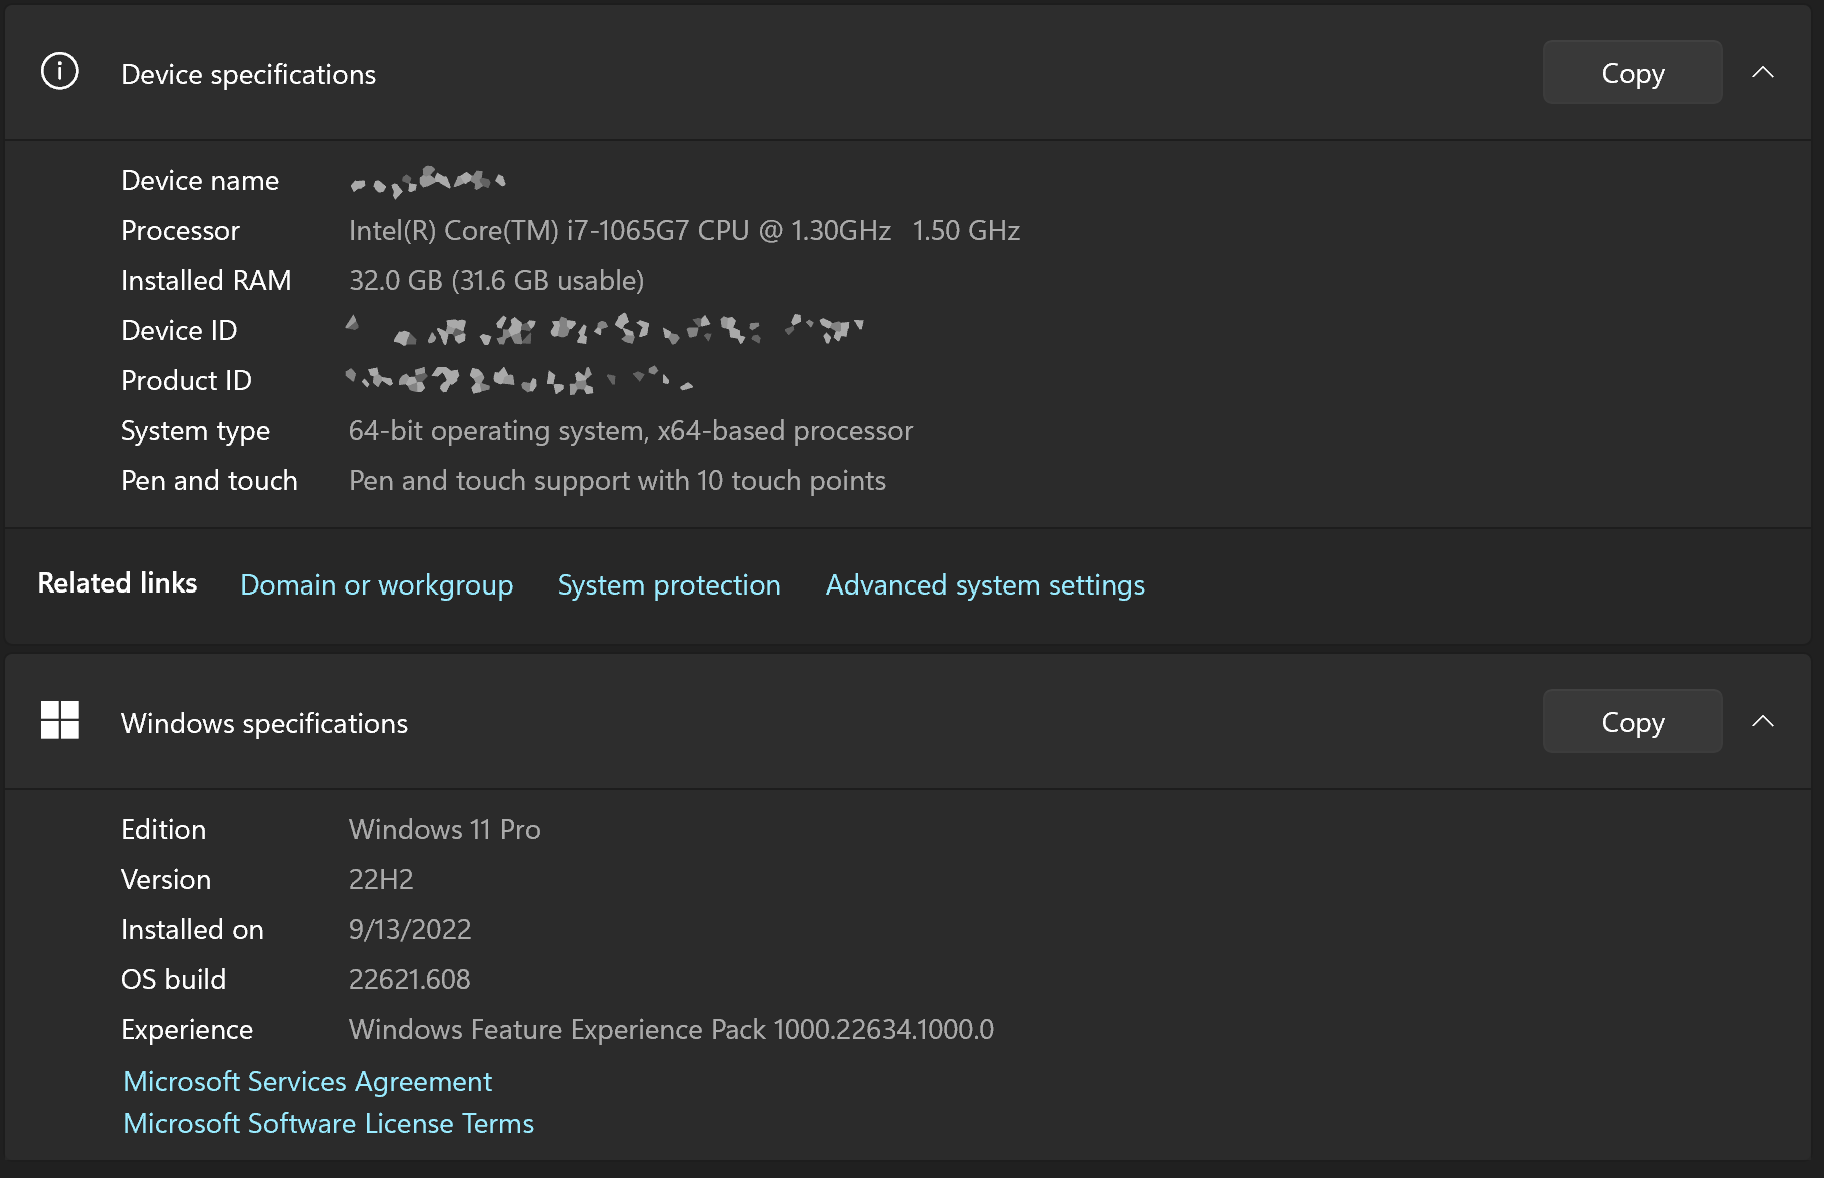 Device specifications
Copy
Device name
Processor Intel(R) Core(TM) i7-1065G7 CPU @ 1.30GHz 1.50 GHz
Installed RAM 32.0 GB (31.6 GB usable)
Device ID
Product ID
System type 64-bit operating system, x64-based processor
Pen and touch Pen and touch support with 10 touch points
Related links Domain or workgroup System protection Advanced system settings
Windows specifications
Copy
Edition Windows 11 Pro
Version 22H2
Installed on 9/13/2022
OS build 22621.608
Experience Windows Feature Experience Pack 1000.22634.1000.0
Microsoft Services Agreement
Microsoft Software License Terms